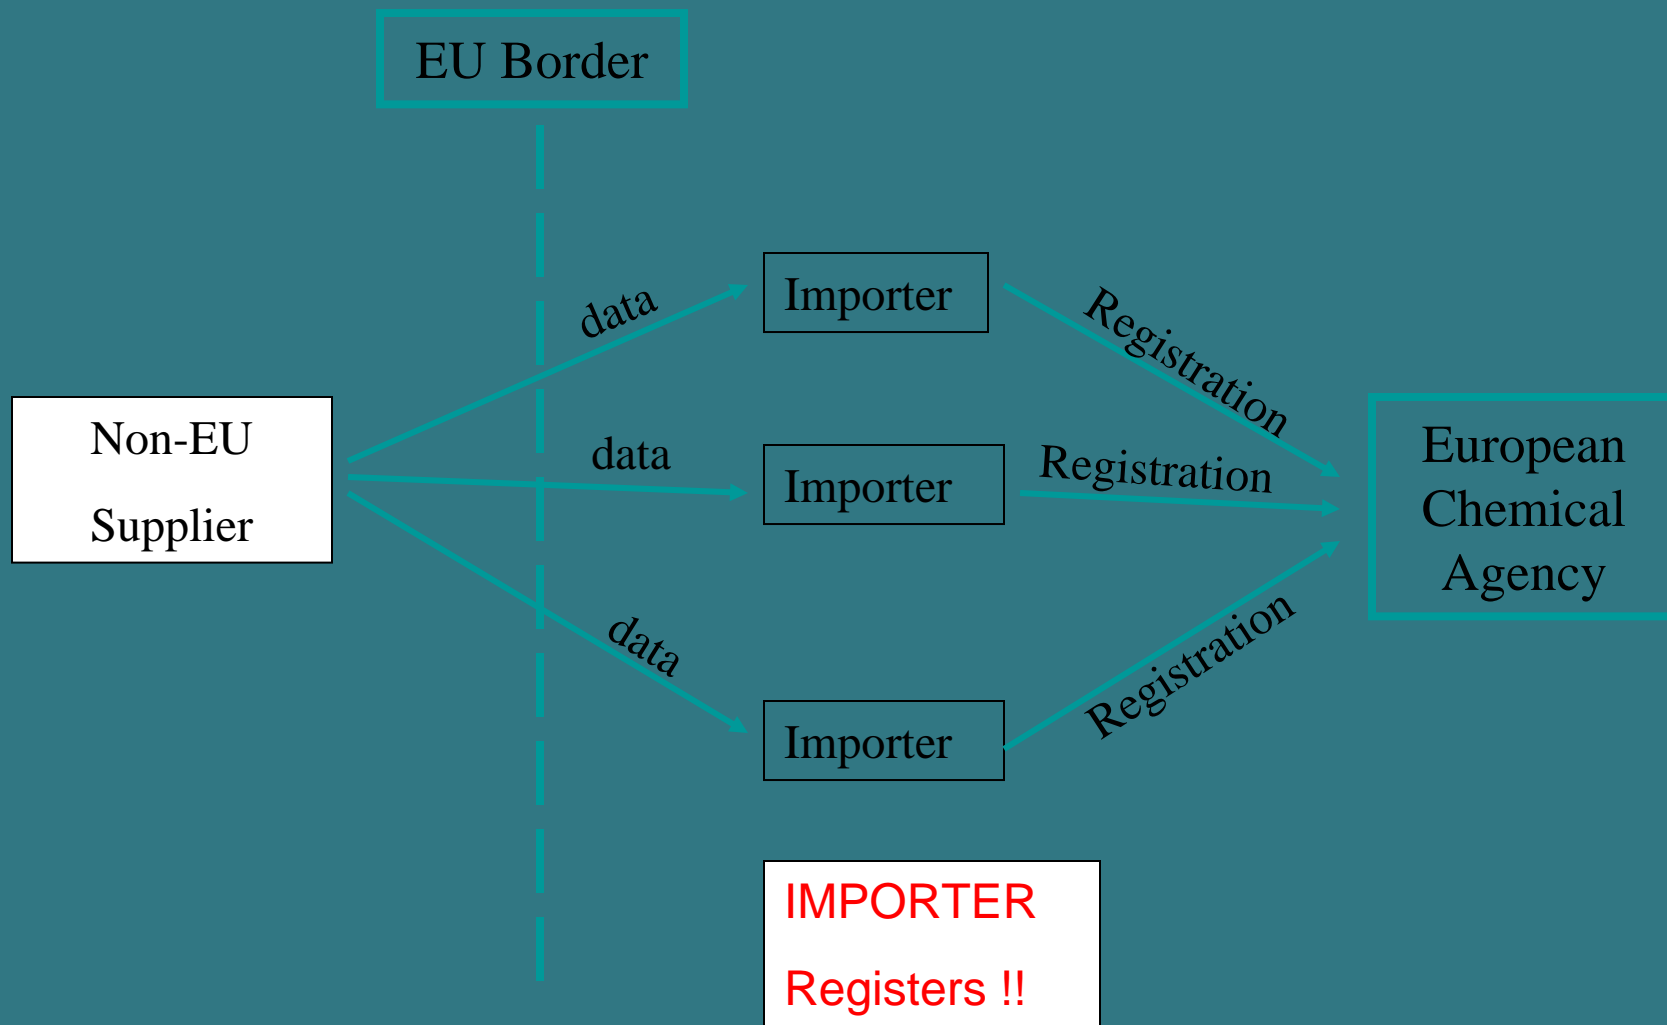 EU Border
data
Importer
Registration
Non-EU
Supplier
data
Importer
Registration
European
Chemical
Agency
data
Importer
Registration
IMPORTER
Registers !!